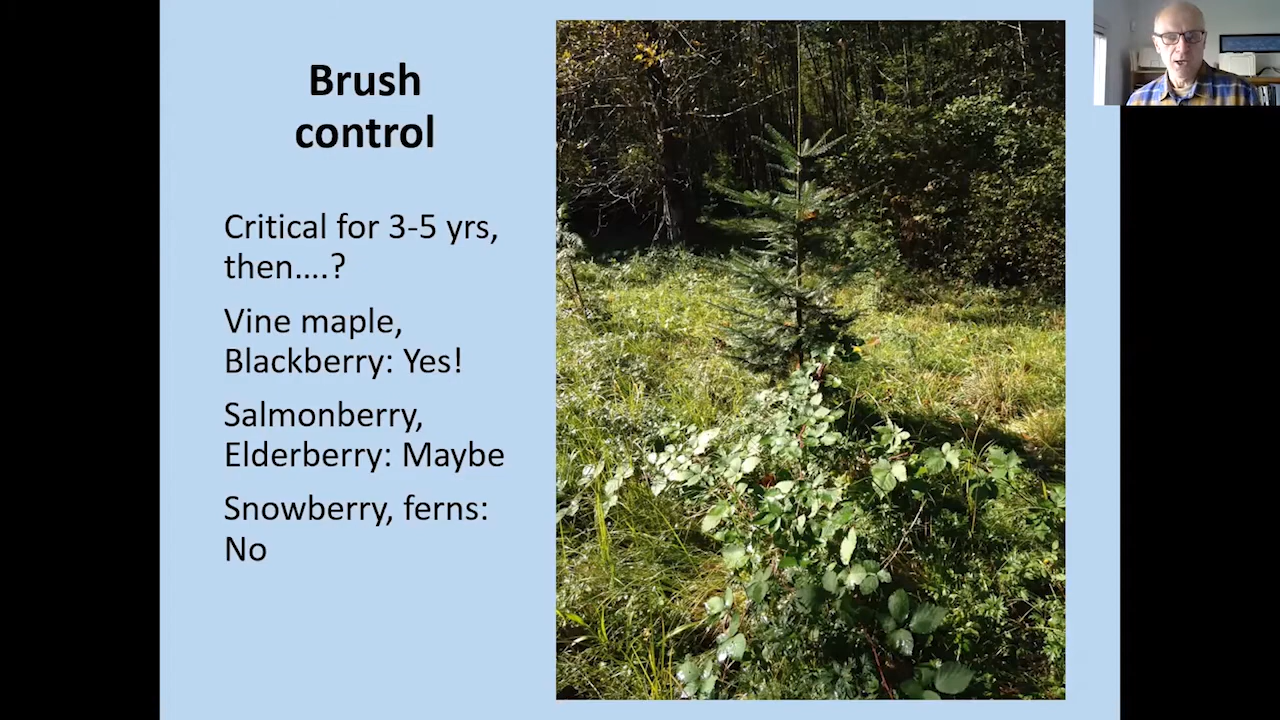 Brush
control
Critical for 3-5 yrs,
then….?
Vine maple,
Blackberry: Yes!
Salmonberry,
Elderberry: Maybe
Snowberry, ferns:
No